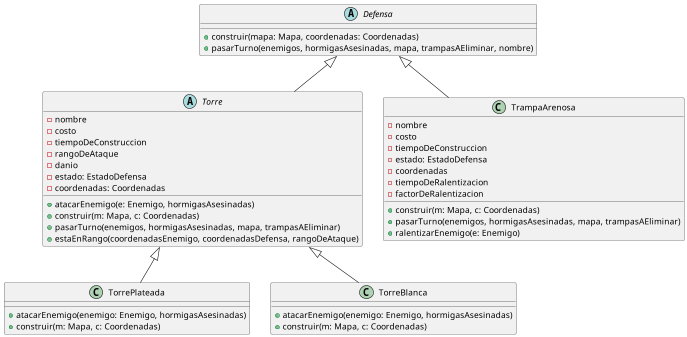 A Defensa
construir(mapa: Mapa, coordenadas: Coordenadas)
pasarTurno(enemigos, hormigasAsesinadas, mapa, trampasAEliminar, nombre)
A Torre
nombre
costo
tiempoDeConstruccion
rangoDeAtaque
danio
estado: EstadoDefensa
coordenadas: Coordenadas
atacarEnemigo(e: Enemigo, hormigasAsesinadas)
construir(m: Mapa, c: Coordenadas)
pasarTurno(enemigos, hormigasAsesinadas, mapa, trampasAEliminar)
estaEnRango(coordenadasEnemigo, coordenadasDefensa, rangoDeAtaque)
C TrampaArenosa
nombre
costo
tiempoDeConstruccion
estado: EstadoDefensa
coordenadas
tiempoDeRalentizacion
factorDeRalentizacion
construir(m: Mapa, c: Coordenadas)
pasarTurno(enemigos, hormigasAsesinadas, mapa, trampasAEliminar)
ralentizarEnemigo(e: Enemigo)
C TorrePlateada
atacarEnemigo(enemigo: Enemigo, hormigasAsesinadas)
construir(m: Mapa, c: Coordenadas)
C TorreBlanca
atacarEnemigo(enemigo: Enemigo, hormigasAsesinadas)
construir(m: Mapa, c: Coordenadas)